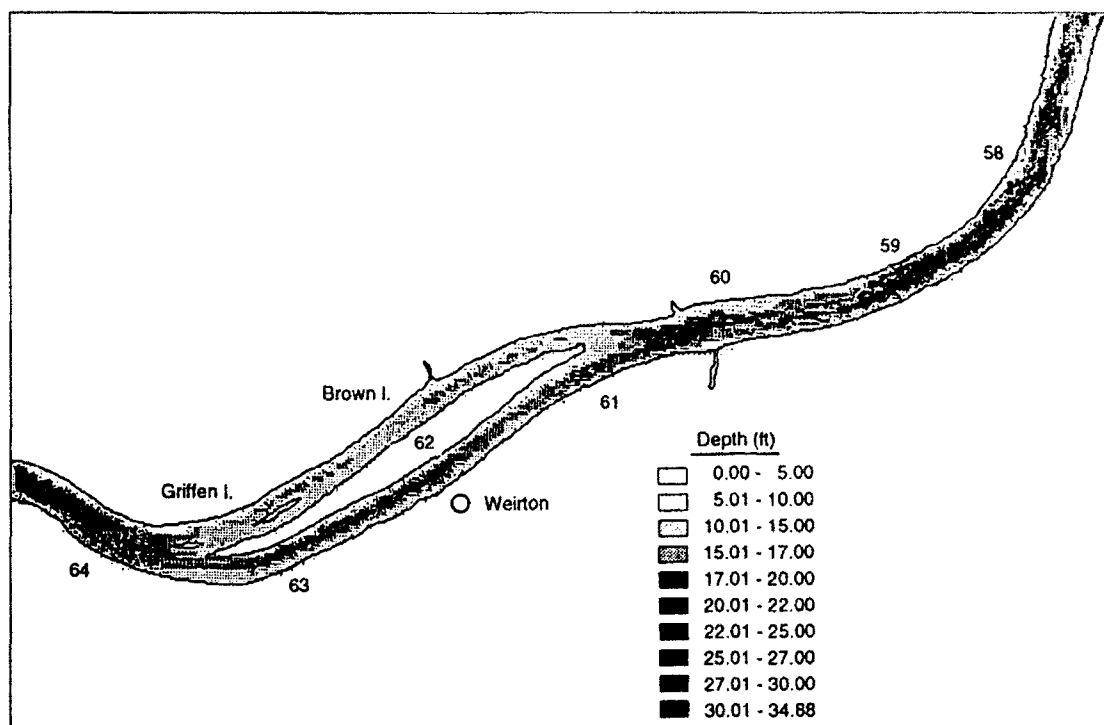 58
59
60
Brown I.
61
62
Griffen I.
Weirton
64
63
Depth (ft)
0.00 - 5.00
5.01 - 10.00
10.01 - 15.00
15.01 - 17.00
17.01 - 20.00
20.01 - 22.00
22.01 - 25.00
25.01 - 27.00
27.01 - 30.00
30.01 - 34.88